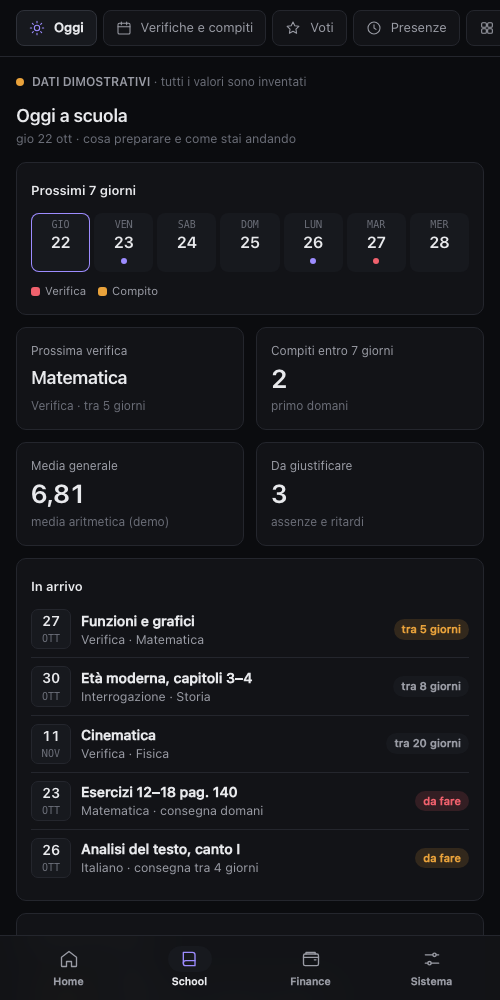 Oggi
Verifiche e compiti
Voti
Presenze
DATI DIMOSTRATIVI · tutti i valori sono inventati
Oggi a scuola
gio 22 ott · cosa preparare e come stai andando
Prossimi 7 giorni
GIO VEN SAB DOM LUN MAR MER
22 23 24 25 26 27 28
Verifica Compito
Prossima verifica
Matematica
Verifica · tra 5 giorni
Compiti entro 7 giorni
2
primo domani
Media generale
6,81
media aritmetica (demo)
Da giustificare
3
assenze e ritardi
In arrivo
27 OTT
Funzioni e grafici
Verifica · Matematica
tra 5 giorni
30 OTT
Età moderna, capitoli 3–4
Interrogazione · Storia
tra 8 giorni
11 NOV
Cinematica
Verifica · Fisica
tra 20 giorni
23 OTT
Esercizi 12–18 pag. 140
Matematica · consegna domani
da fare
26 OTT
Analisi del testo, canto I
Italiano · consegna tra 4 giorni
da fare
Home
School
Finance
Sistema